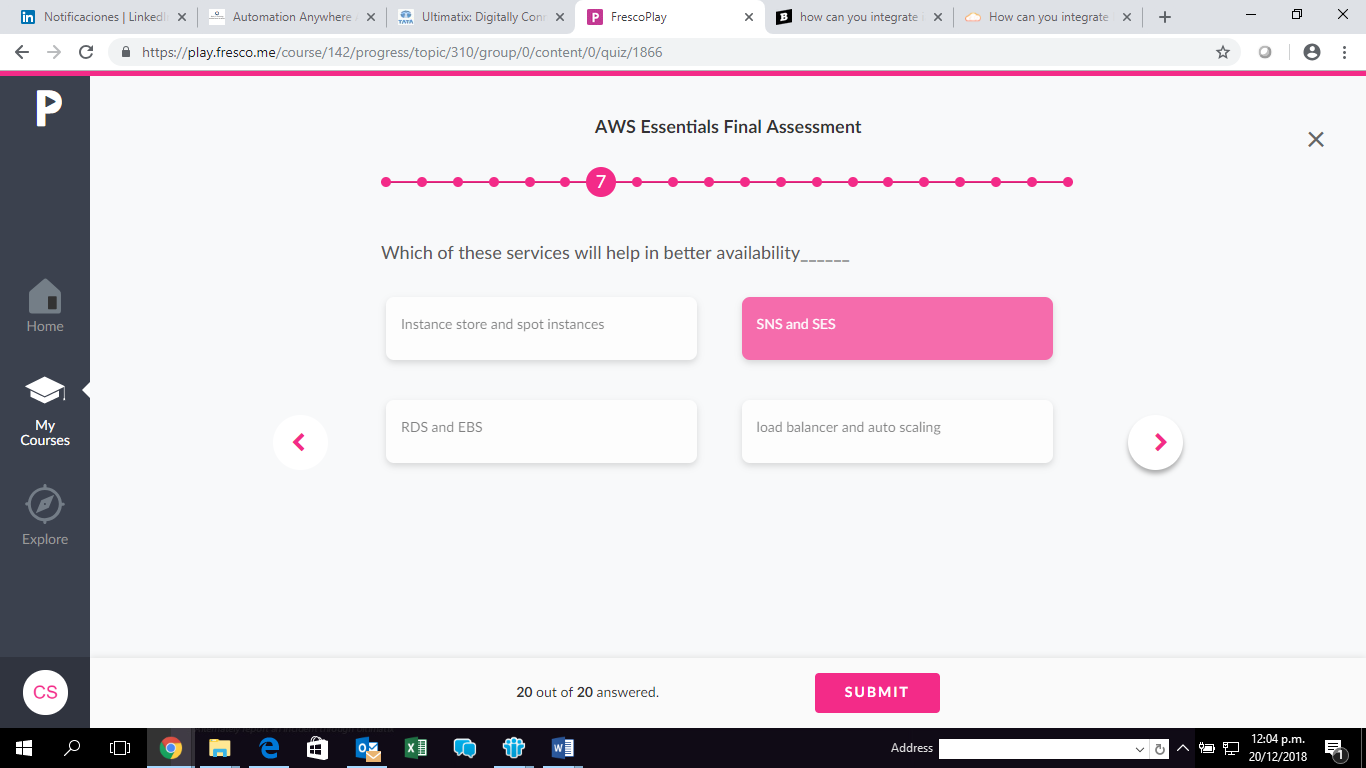 Notificaciones | LinkedI
Automation Anywhere
Ultimatix: Digitally Conn
FrescoPlay
how can you integrate
How can you integrate
https://play.fresco.me/course/142/progress/topic/310/group/0/content/0/quiz/1866
AWS Essentials Final Assessment
7
Which of these services will help in better availability______
Instance store and spot instances
SNS and SES
RDS and EBS
load balancer and auto scaling
Home
My
Courses
Explore
CS
20 out of 20 answered.
SUBMIT
Address
12:04 p.m.
20/12/2018
1